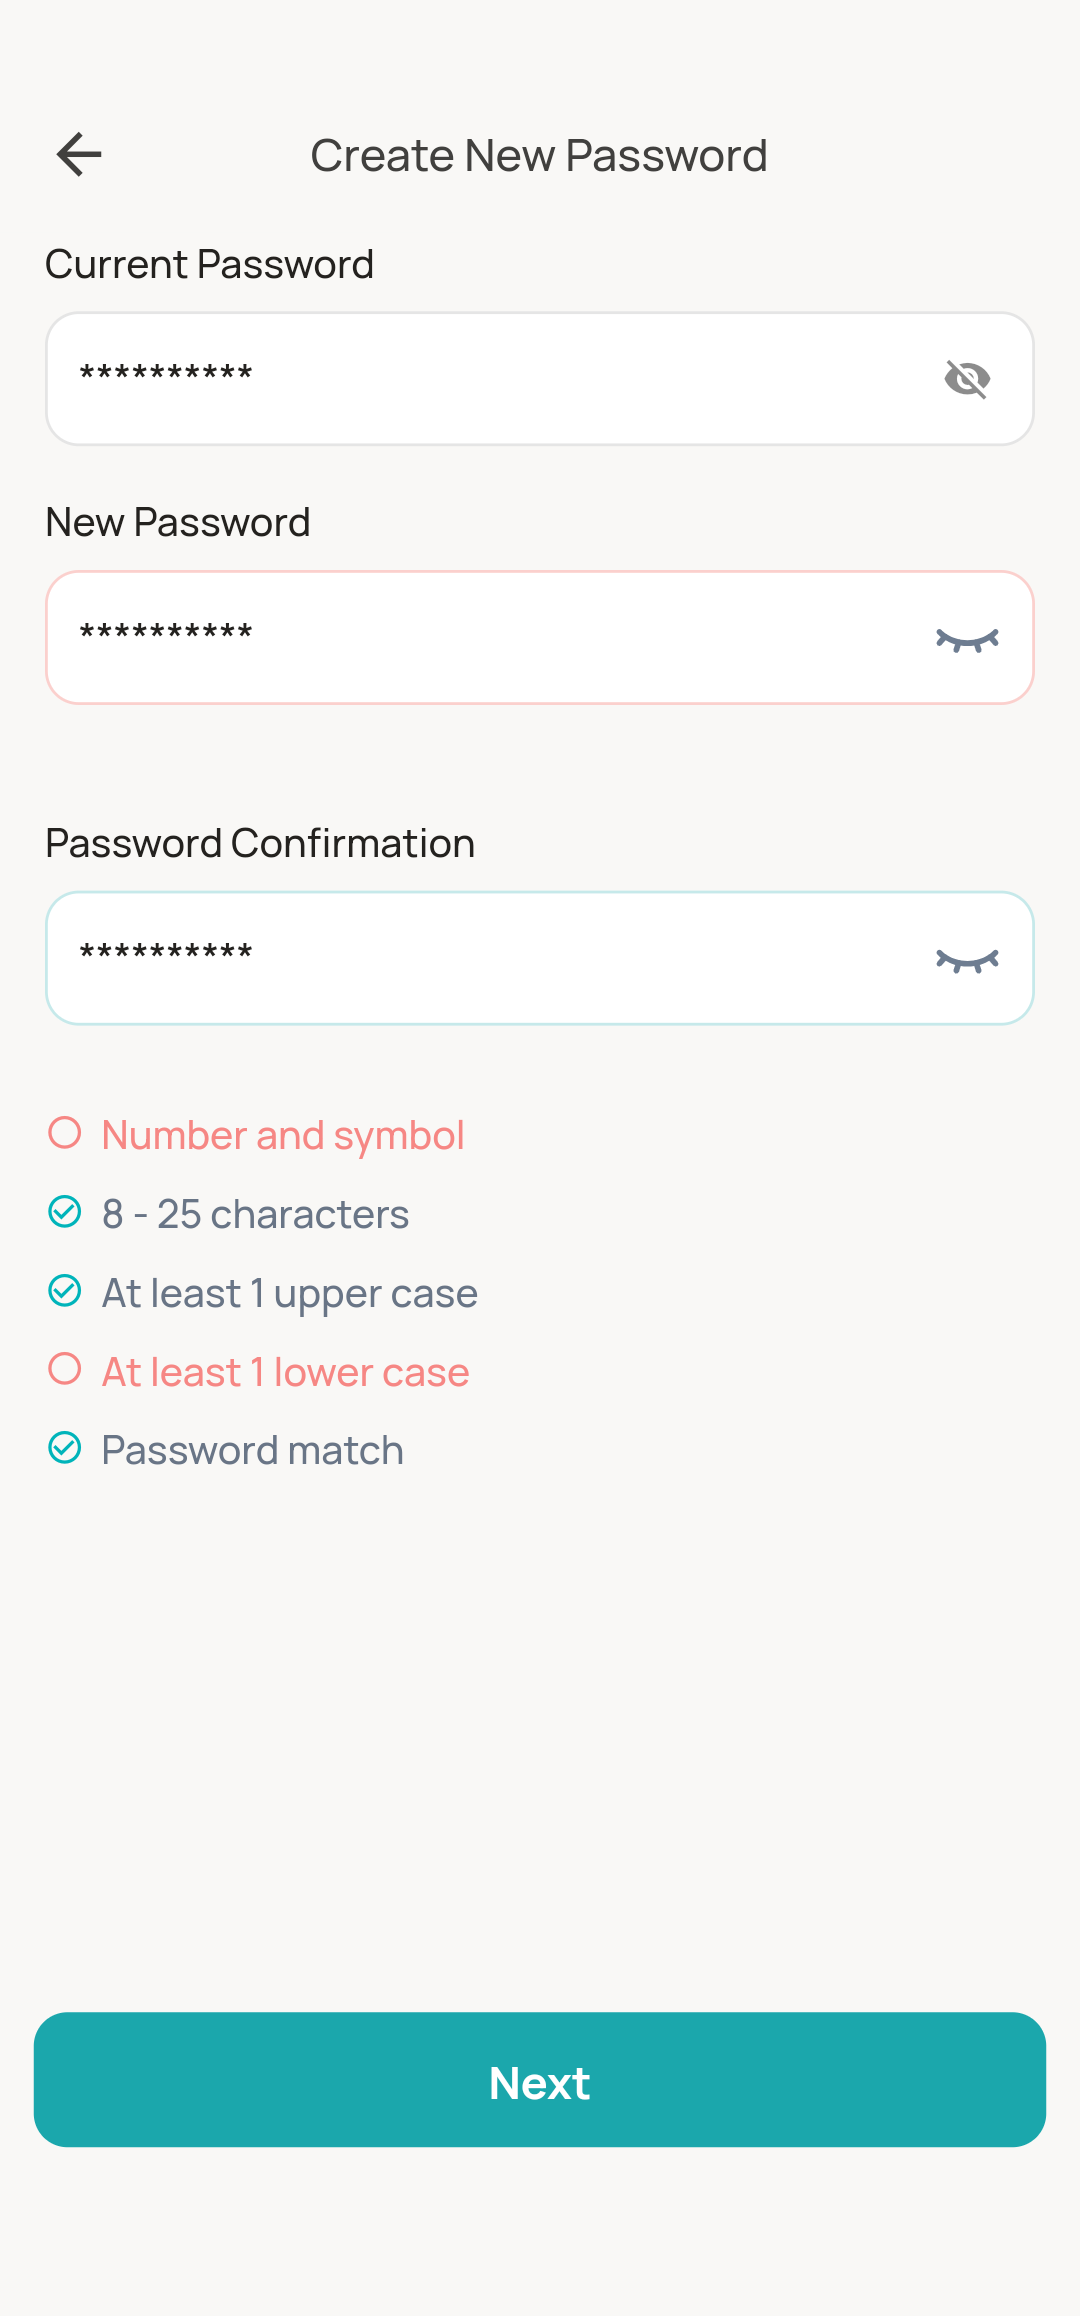 Create New Password
Current Password
**********
New Password
**********
Password Confirmation
**********
Number and symbol
8 - 25 characters
At least 1 upper case
At least 1 lower case
Password match
Next